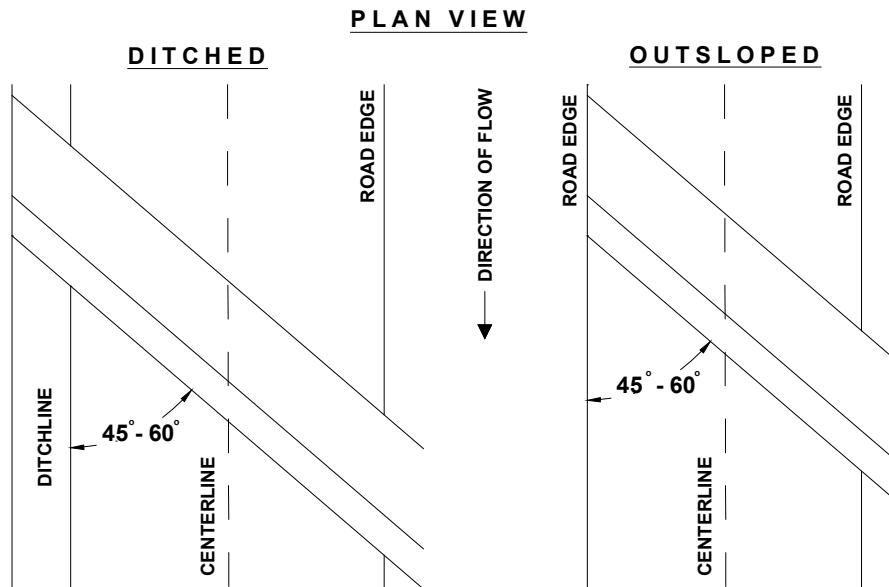 PLAN VIEW
DITCHED
OUTSLOPED
ROAD EDGE
DIRECTION OF FLOW
ROAD EDGE
ROAD EDGE
45° - 60°
45° - 60°
DITCHLINE
CENTERLINE
CENTERLINE